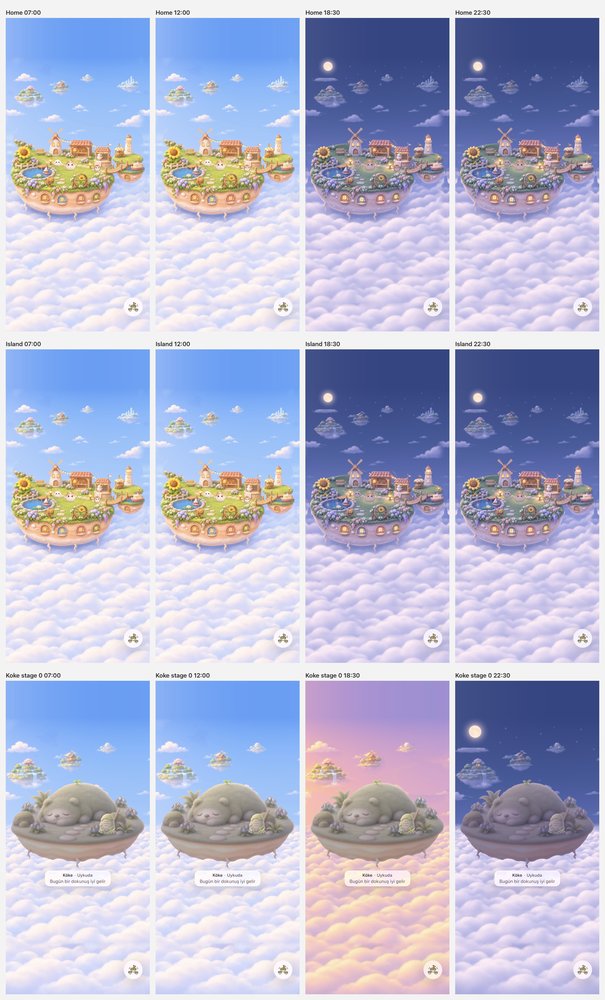 Home 07:00
Home 12:00
Home 18:30
Home 22:30
Island 07:00
Island 12:00
Island 18:30
Island 22:30
Koke stage 0 07:00
Koke stage 0 12:00
Koke stage 0 18:30
Koke stage 0 22:30
Köke · Uykuda
Bugün bir dokunuş iyi gelir
Köke · Uykuda
Bugün bir dokunuş iyi gelir
Köke · Uykuda
Bugün bir dokunuş iyi gelir
Köke · Uykuda
Bugün bir dokunuş iyi gelir